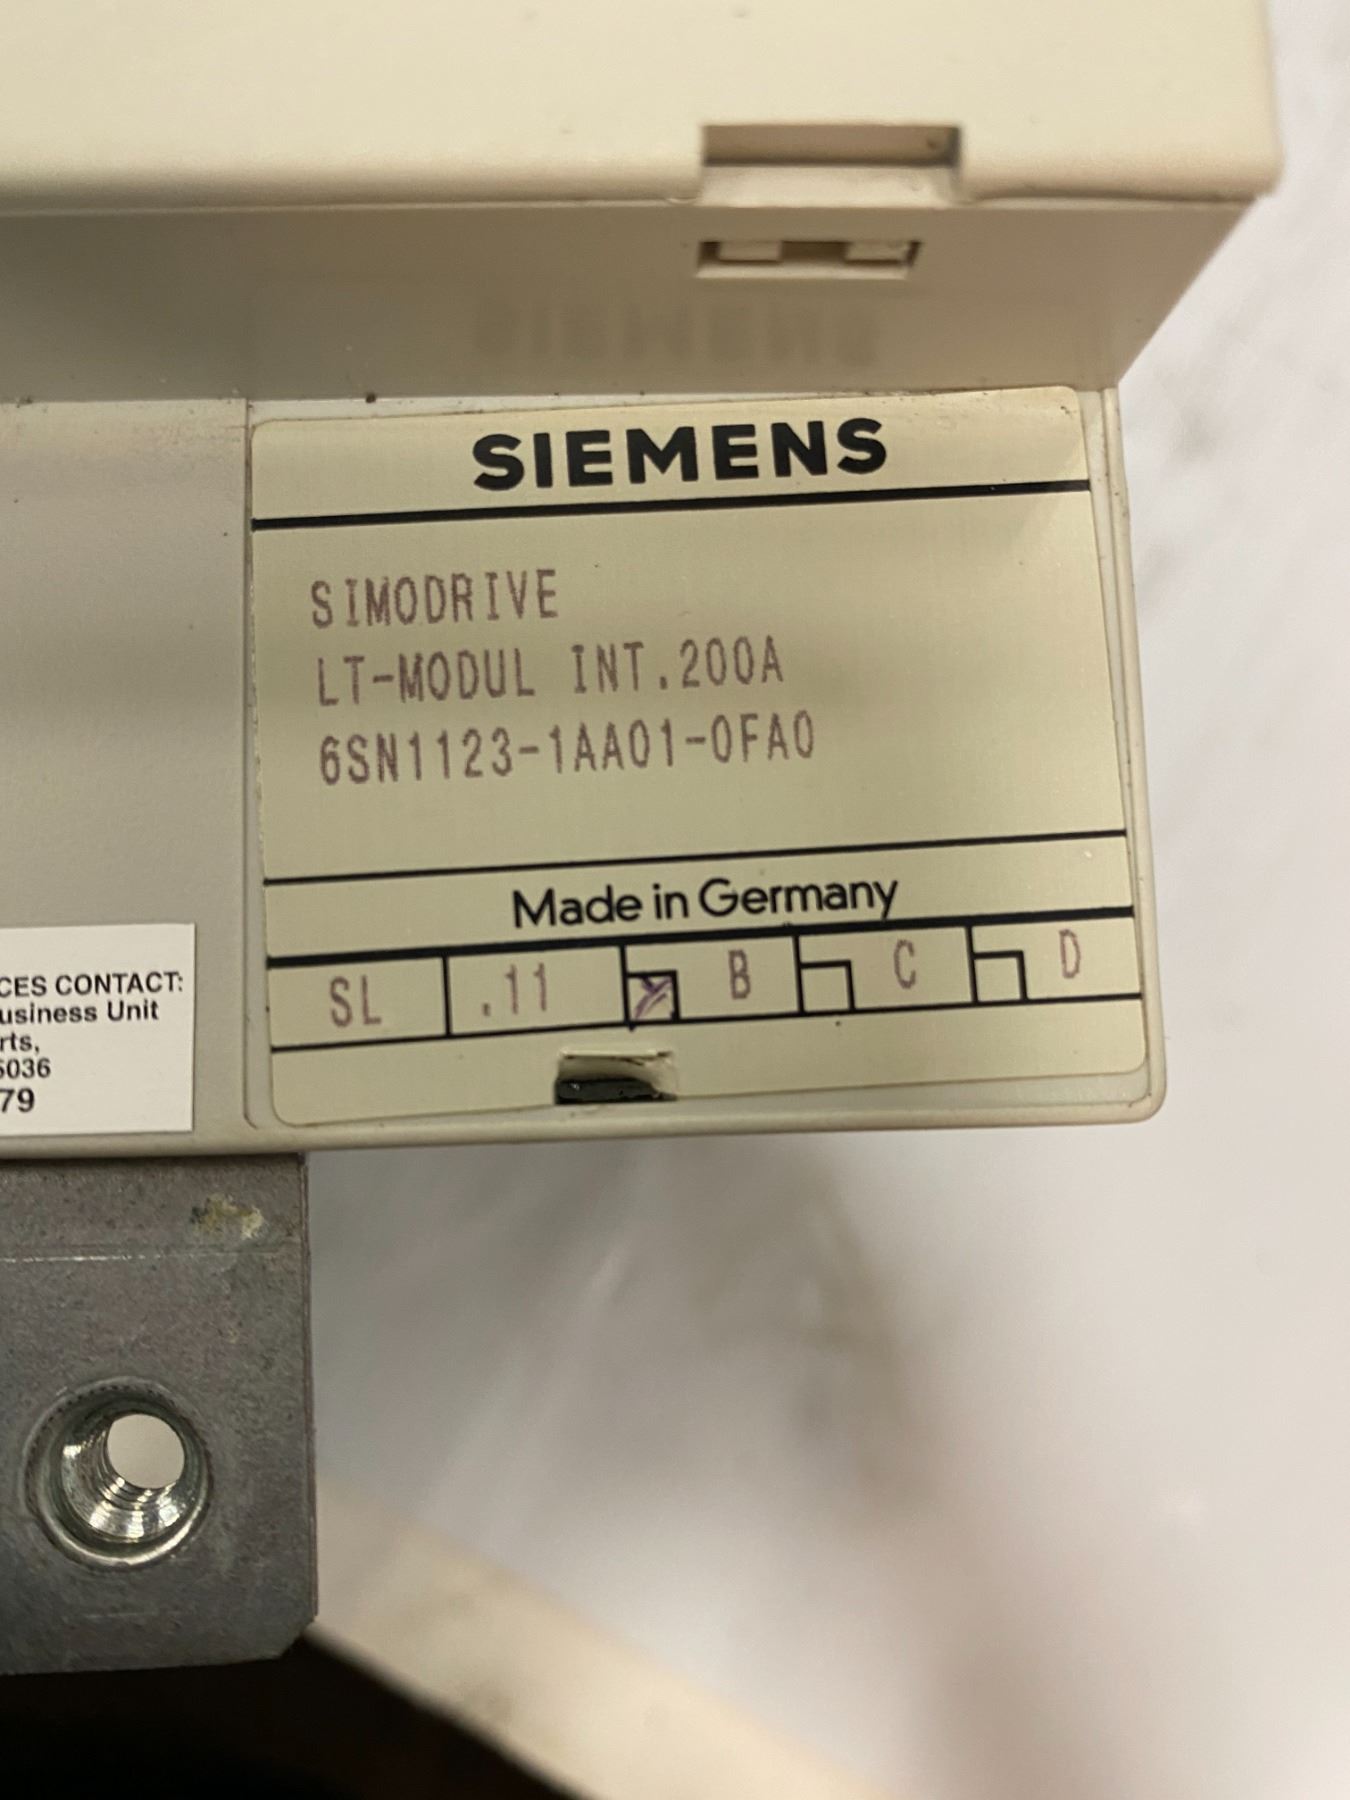 SIEMENS
SIMODRIVE
LT-MODUL INT.200A
6SN1123-1AA01-0FA0
Made in Germany
SL .11 B C D
CES CONTACT:
usiness Unit
rts,
5036
79